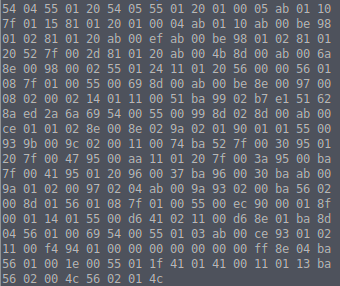 54 04 55 01 20 54 05 55 01 20 01 00 05 ab 01 10
7f 01 15 81 01 20 01 00 04 ab 01 10 ab 00 be 98
01 02 81 01 20 ab 00 ef ab 00 be 98 01 02 81 01
20 52 7f 00 2d 81 01 20 ab 00 4b 8d 00 ab 00 6a
8e 00 98 00 02 55 01 24 11 01 20 56 00 00 56 01
08 7f 01 00 55 00 69 8d 00 ab 00 be 8e 00 97 00
08 02 00 02 14 01 11 00 51 ba 99 02 b7 e1 51 62
8a ed 2a 6a 69 54 00 55 00 99 8d 02 8d 00 ab 00
ce 01 01 02 8e 00 8e 02 9a 02 01 90 01 01 55 00
93 9b 00 9c 02 00 11 00 74 ba 52 7f 00 30 95 01
20 7f 00 47 95 00 aa 11 01 20 7f 00 3a 95 00 ba
7f 00 41 95 01 20 96 00 37 ba 96 00 30 ba ab 00
9a 01 02 00 97 02 04 ab 00 9a 93 02 00 ba 56 02
00 8d 01 56 01 08 7f 01 00 55 00 ec 90 00 01 8f
00 01 14 01 55 00 d6 41 02 11 00 d6 8e 01 ba 8d
04 56 01 00 69 54 00 55 01 03 ab 00 ce 93 01 02
11 00 f4 94 01 00 00 00 00 00 00 00 ff 8e 04 ba
56 01 00 1e 00 55 01 1f 41 01 41 00 11 01 13 ba
56 02 00 4c 56 02 01 4c